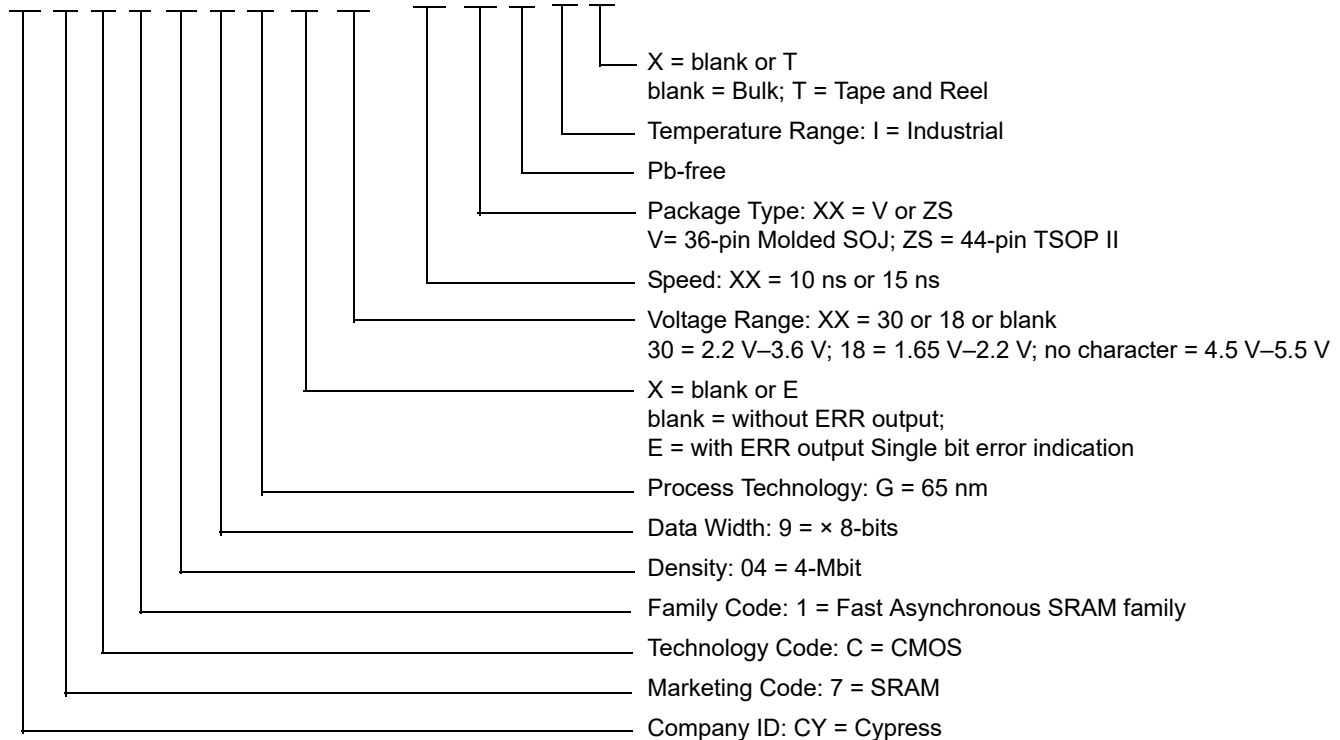 X = blank or T
blank = Bulk; T = Tape and Reel
Temperature Range: I = Industrial
Pb-free
Package Type: XX = V or ZS
V= 36-pin Molded SOJ; ZS = 44-pin TSOP II
Speed: XX = 10 ns or 15 ns
Voltage Range: XX = 30 or 18 or blank
30 = 2.2 V–3.6 V; 18 = 1.65 V–2.2 V; no character = 4.5 V–5.5 V
X = blank or E
blank = without ERR output;
E = with ERR output Single bit error indication
Process Technology: G = 65 nm
Data Width: 9 = × 8-bits
Density: 04 = 4-Mbit
Family Code: 1 = Fast Asynchronous SRAM family
Technology Code: C = CMOS
Marketing Code: 7 = SRAM
Company ID: CY = Cypress